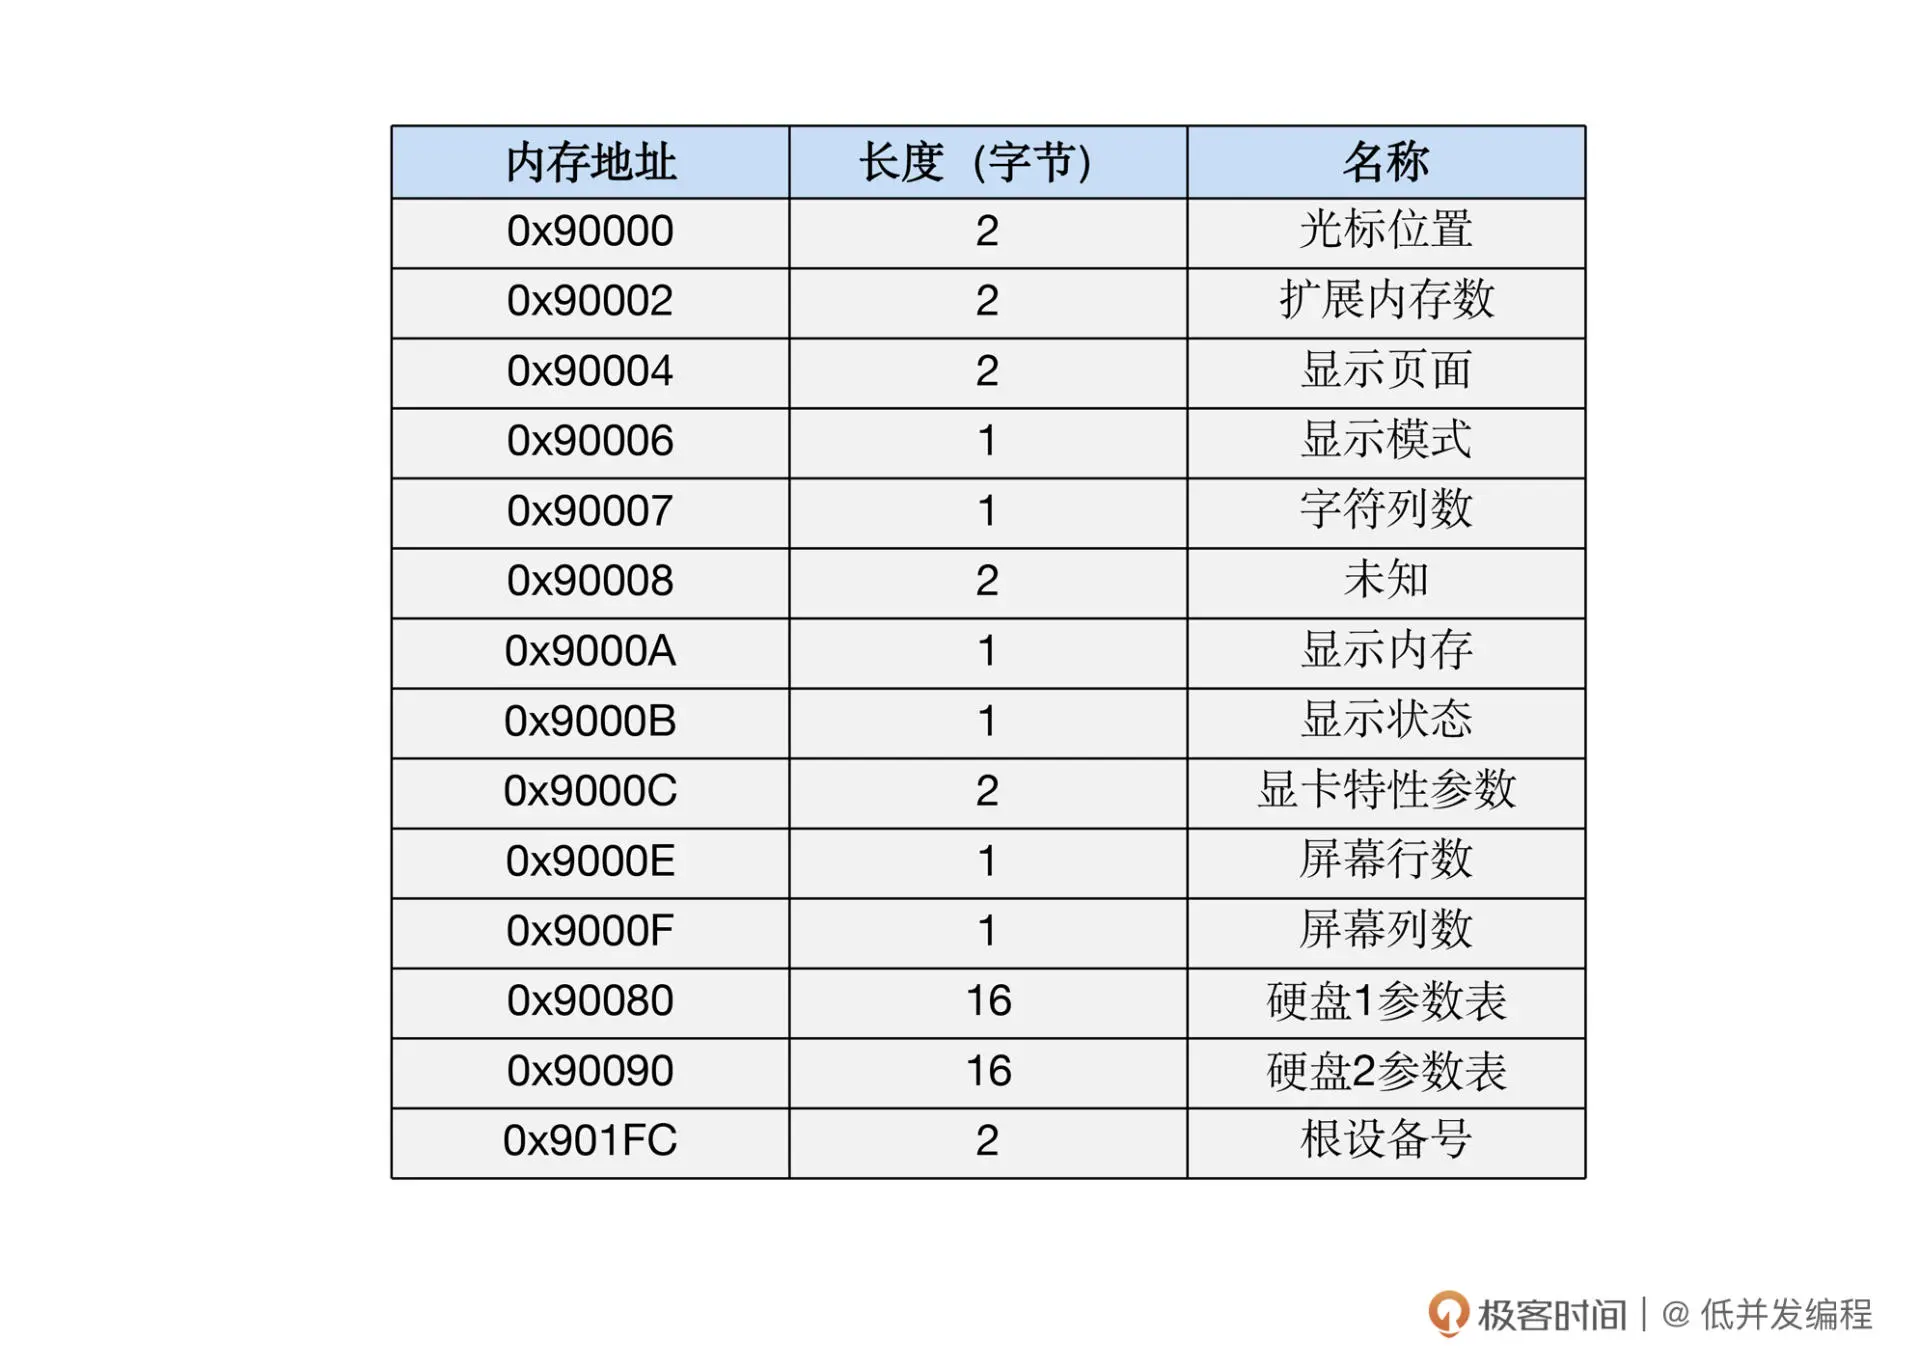 内存地址 长度（字节） 名称
0x90000 2 光标位置
0x90002 2 扩展内存数
0x90004 2 显示页面
0x90006 1 显示模式
0x90007 1 字符列数
0x90008 2 未知
0x9000A 1 显示内存
0x9000B 1 显示状态
0x9000C 2 显卡特性参数
0x9000E 1 屏幕行数
0x9000F 1 屏幕列数
0x90080 16 硬盘1参数表
0x90090 16 硬盘2参数表
0x901FC 2 根设备号
极客时间 | @ 低并发编程